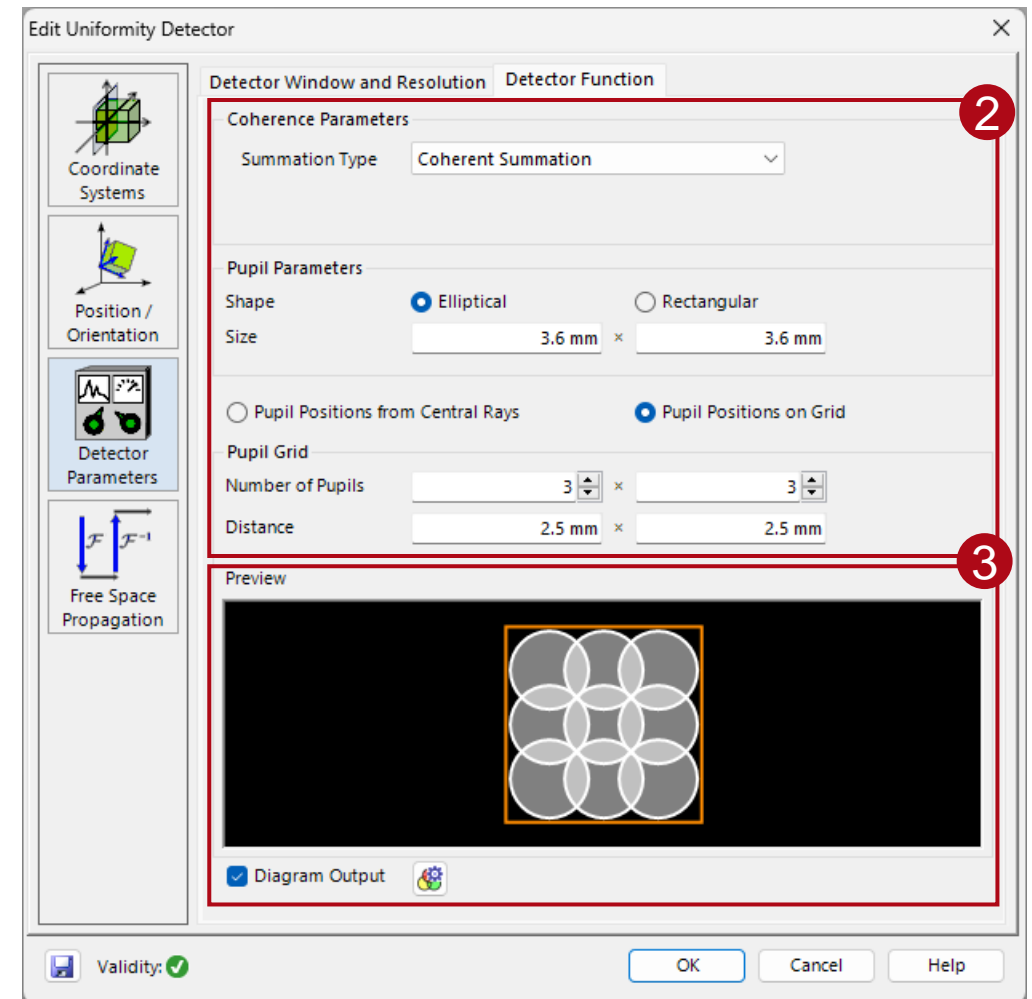 Edit Uniformity Detector
Coordinate
Systems
Position /
Orientation
Detector
Parameters
ℱ ℱ⁻¹
Free Space
Propagation
Detector Window and Resolution Detector Function
2
Coherence Parameters
Summation Type Coherent Summation
Pupil Parameters
Shape Elliptical Rectangular
Size 3.6 mm × 3.6 mm
Pupil Positions from Central Rays Pupil Positions on Grid
Pupil Grid
Number of Pupils 3 × 3
Distance 2.5 mm × 2.5 mm
3
Preview
Diagram Output
Validity:
OK Cancel Help